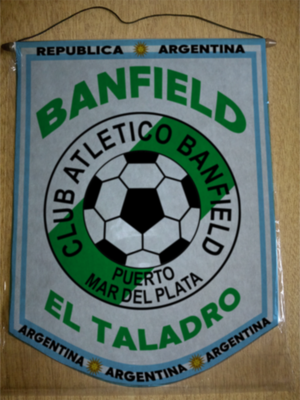 REPUBLICA ARGENTINA
BANFIELD
CLUB ATLETICO BANFIELD
PUERTO
MAR DEL PLATA
EL TALADRO
ARGENTINA ARGENTINA ARGENTINA